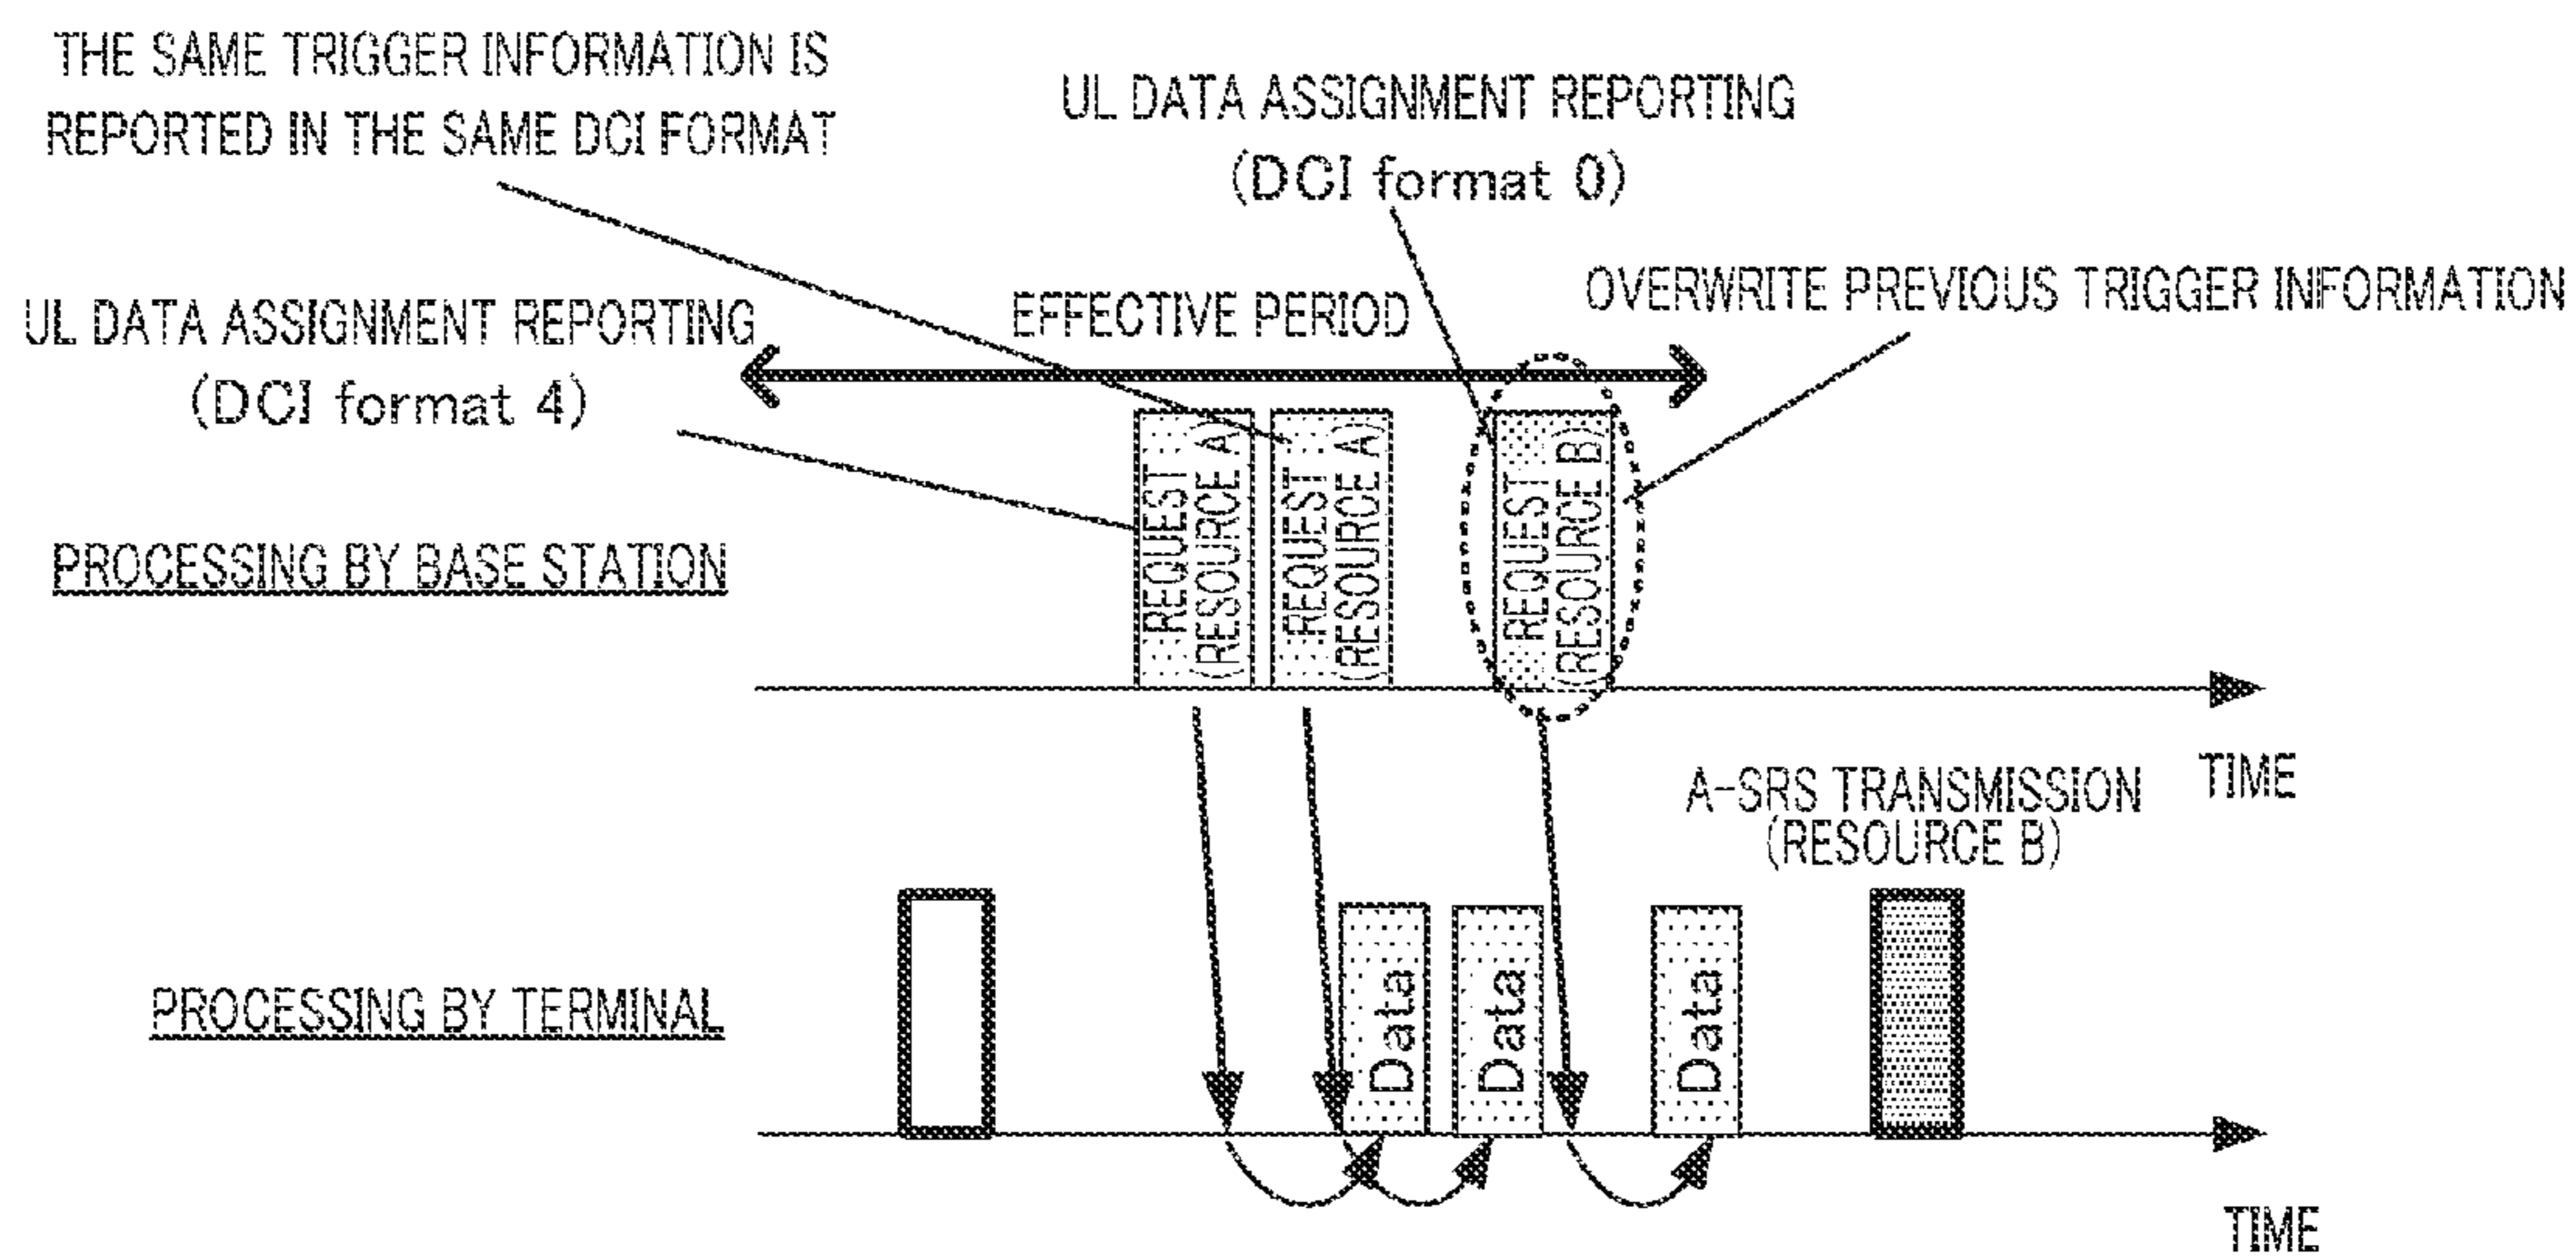 THE SAME TRIGGER INFORMATION IS
REPORTED IN THE SAME DCI FORMAT
UL DATA ASSIGNMENT REPORTING
(DCI format 0)
OVERWRITE PREVIOUS TRIGGER INFORMATION
EFFECTIVE PERIOD
UL DATA ASSIGNMENT REPORTING
(DCI format 4)
REQUEST
(RESOURCE A)
REQUEST
(RESOURCE A)
REQUEST
(RESOURCE B)
PROCESSING BY BASE STATION
TIME
A-SRS TRANSMISSION
(RESOURCE B)
Data
Data
Data
PROCESSING BY TERMINAL
TIME